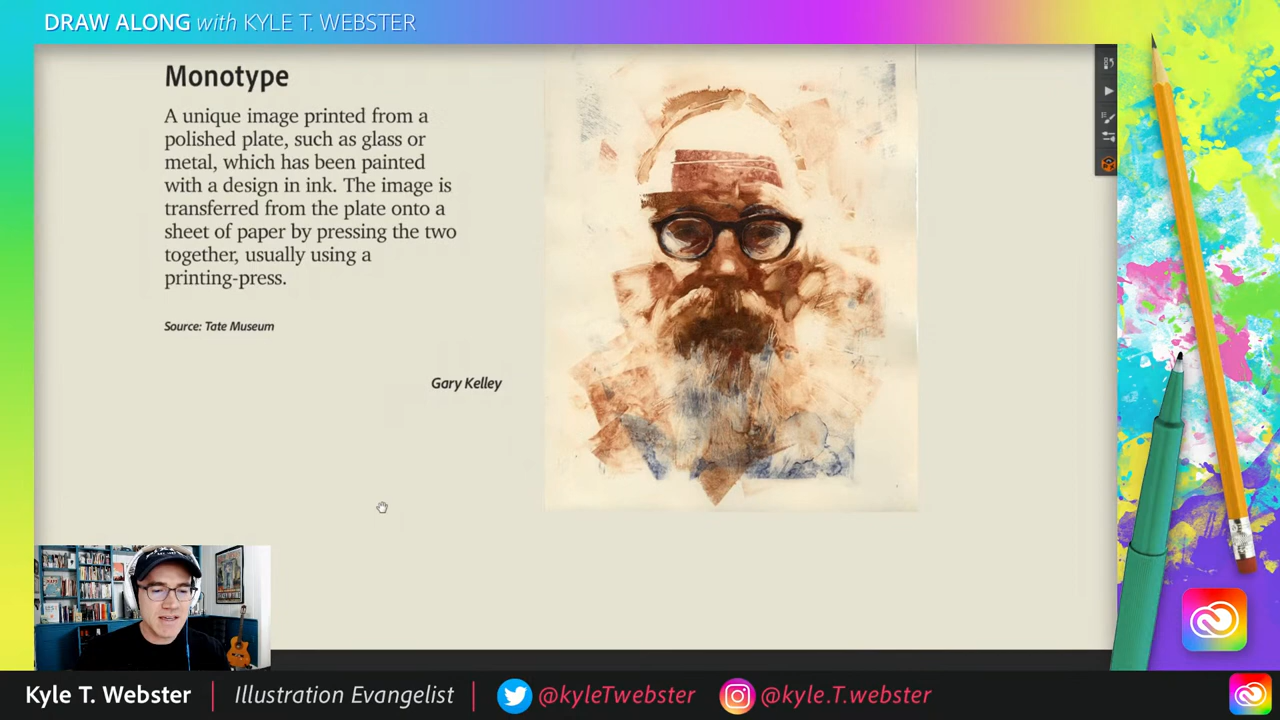 DRAW ALONG with KYLE T. WEBSTER
Monotype
A unique image printed from a
polished plate, such as glass or
metal, which has been painted
with a design in ink. The image is
transferred from the plate onto a
sheet of paper by pressing the two
together, usually using a
printing-press.
Source: Tate Museum
Gary Kelley
Kyle T. Webster | Illustration Evangelist | @kyleTwebster @kyle.T.webster